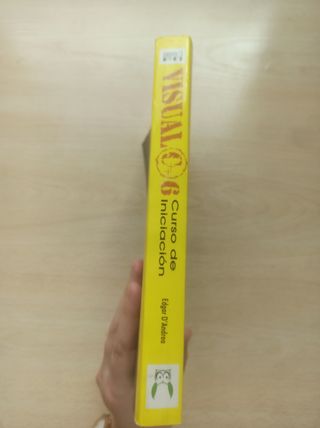 VISUAL C++ 6
Curso de
Iniciación
Edgar D'Andrea